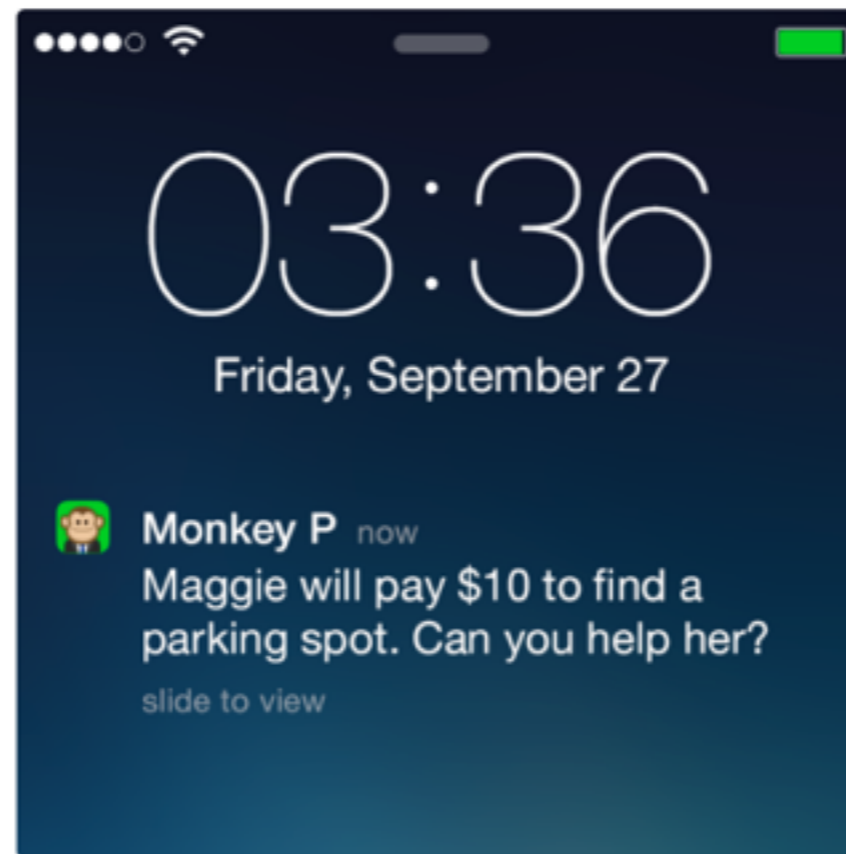 03:36
Friday, September 27
Monkey P now
Maggie will pay $10 to find a
parking spot. Can you help her?
slide to view